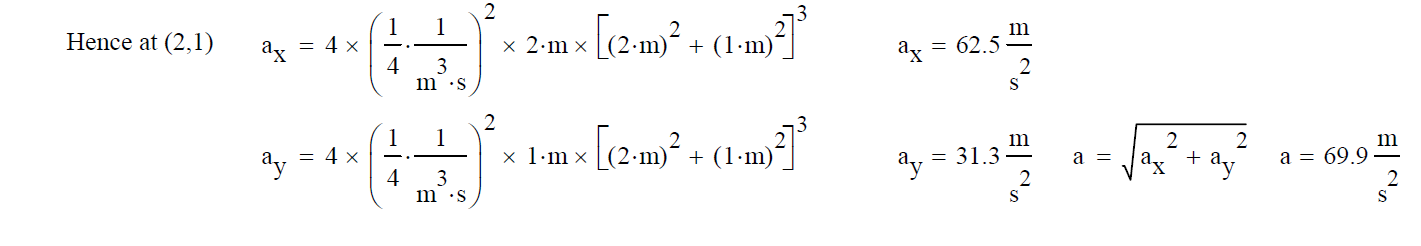 Hence at (2,1) a_x = 4 × (1/4 · 1/(m^3·s))^2 × 2·m × [(2·m)^2 + (1·m)^2]^3 a_x = 62.5 m/s^2
a_y = 4 × (1/4 · 1/(m^3·s))^2 × 1·m × [(2·m)^2 + (1·m)^2]^3 a_y = 31.3 m/s^2 a = √(a_x^2 + a_y^2) a = 69.9 m/s^2